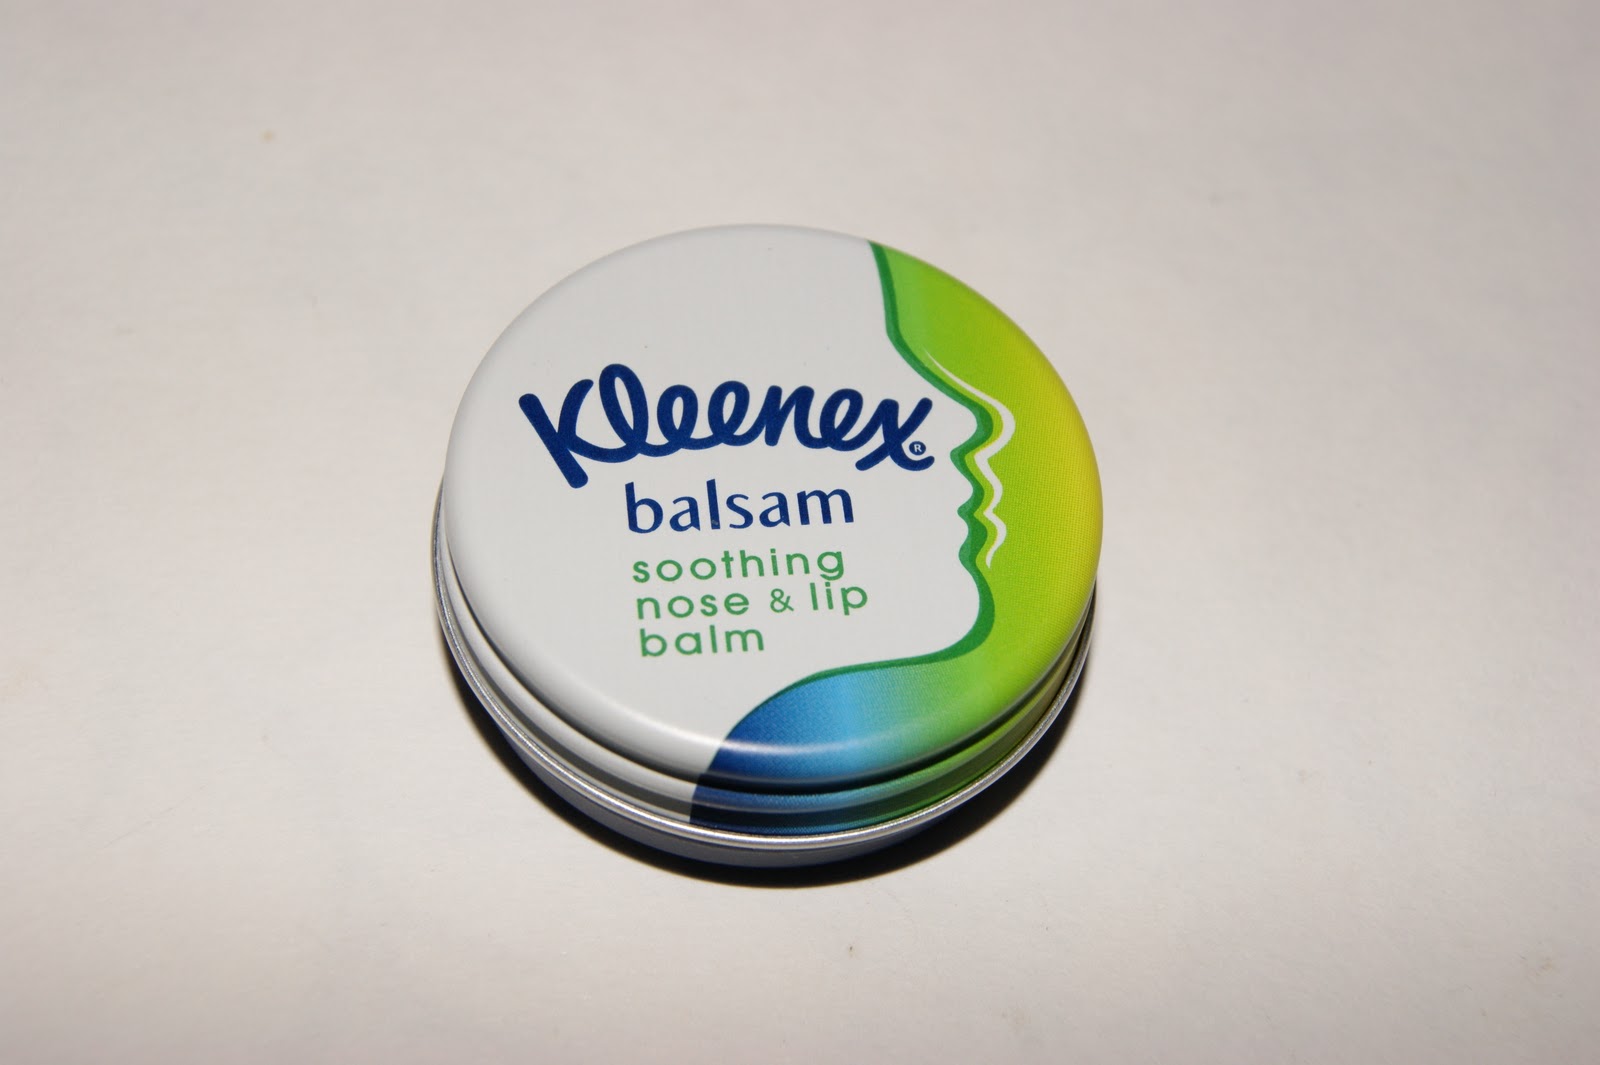 Kleenex®
balsam
soothing
nose & lip
balm